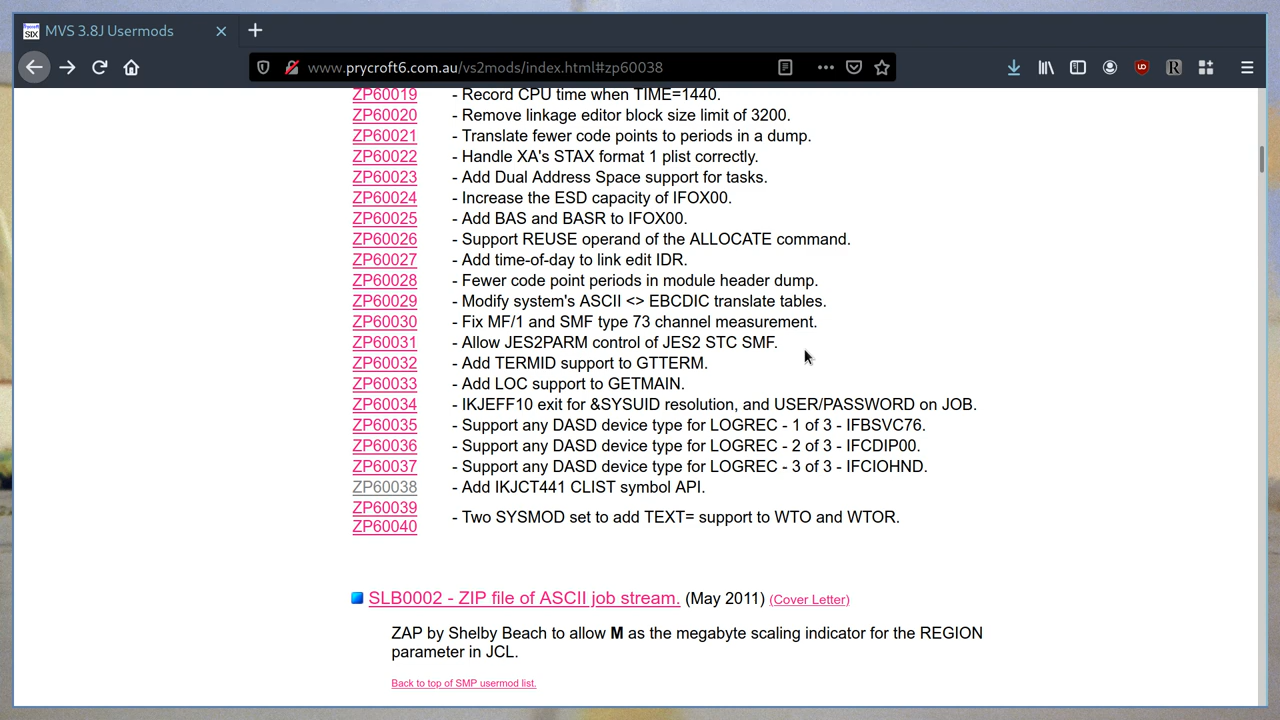 SIX
MVS 3.8J Usermods
www.prycroft6.com.au/vs2mods/index.html#zp60038
ZP60019 - Record CPU time when TIME=1440.
ZP60020 - Remove linkage editor block size limit of 3200.
ZP60021 - Translate fewer code points to periods in a dump.
ZP60022 - Handle XA's STAX format 1 plist correctly.
ZP60023 - Add Dual Address Space support for tasks.
ZP60024 - Increase the ESD capacity of IFOX00.
ZP60025 - Add BAS and BASR to IFOX00.
ZP60026 - Support REUSE operand of the ALLOCATE command.
ZP60027 - Add time-of-day to link edit IDR.
ZP60028 - Fewer code point periods in module header dump.
ZP60029 - Modify system's ASCII <> EBCDIC translate tables.
ZP60030 - Fix MF/1 and SMF type 73 channel measurement.
ZP60031 - Allow JES2PARM control of JES2 STC SMF.
ZP60032 - Add TERMID support to GTTERM.
ZP60033 - Add LOC support to GETMAIN.
ZP60034 - IKJEFF10 exit for &SYSUID resolution, and USER/PASSWORD on JOB.
ZP60035 - Support any DASD device type for LOGREC - 1 of 3 - IFBSVC76.
ZP60036 - Support any DASD device type for LOGREC - 2 of 3 - IFCDIP00.
ZP60037 - Support any DASD device type for LOGREC - 3 of 3 - IFCIOHND.
ZP60038 - Add IKJCT441 CLIST symbol API.
ZP60039
ZP60040
- Two SYSMOD set to add TEXT= support to WTO and WTOR.
SLB0002 - ZIP file of ASCII job stream. (May 2011) (Cover Letter)
ZAP by Shelby Beach to allow M as the megabyte scaling indicator for the REGION
parameter in JCL.
Back to top of SMP usermod list.